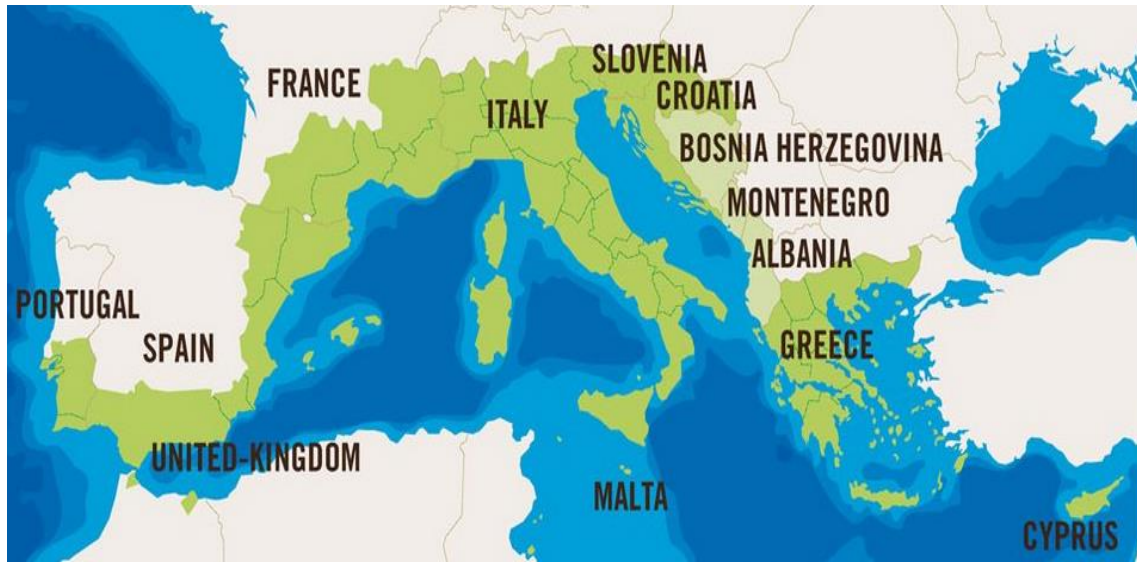 SLOVENIA
FRANCE
CROATIA
ITALY
BOSNIA HERZEGOVINA
MONTENEGRO
ALBANIA
PORTUGAL
SPAIN
GREECE
UNITED-KINGDOM
MALTA
CYPRUS